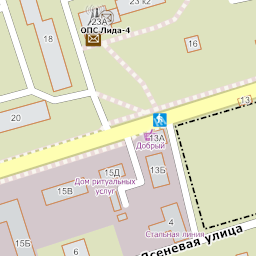 23 к2
23А
ОПС Лида-4
16
18
20
13
13А
Добрый
15Д
Дом ритуальных
услуг
15В
15Б
13Б
4
Стальная линия
Ясеневая улица